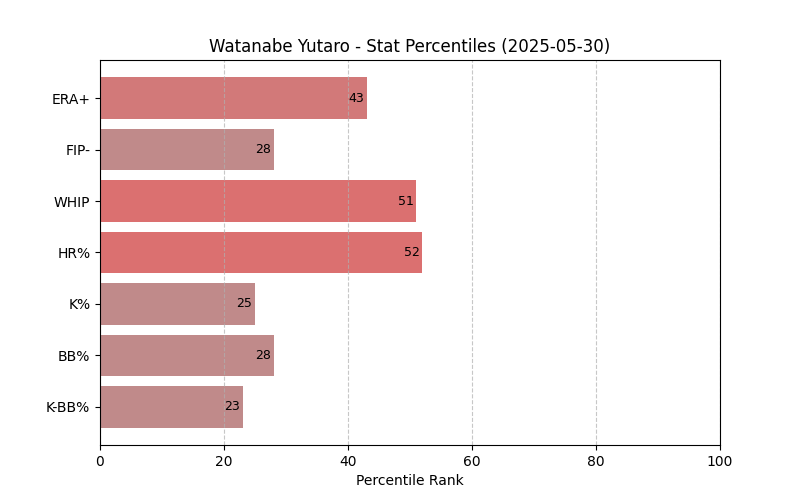 Watanabe Yutaro - Stat Percentiles (2025-05-30)
ERA+ 43
FIP- 28
WHIP 51
HR% 52
K% 25
BB% 28
K-BB% 23
0 20 40 60 80 100
Percentile Rank